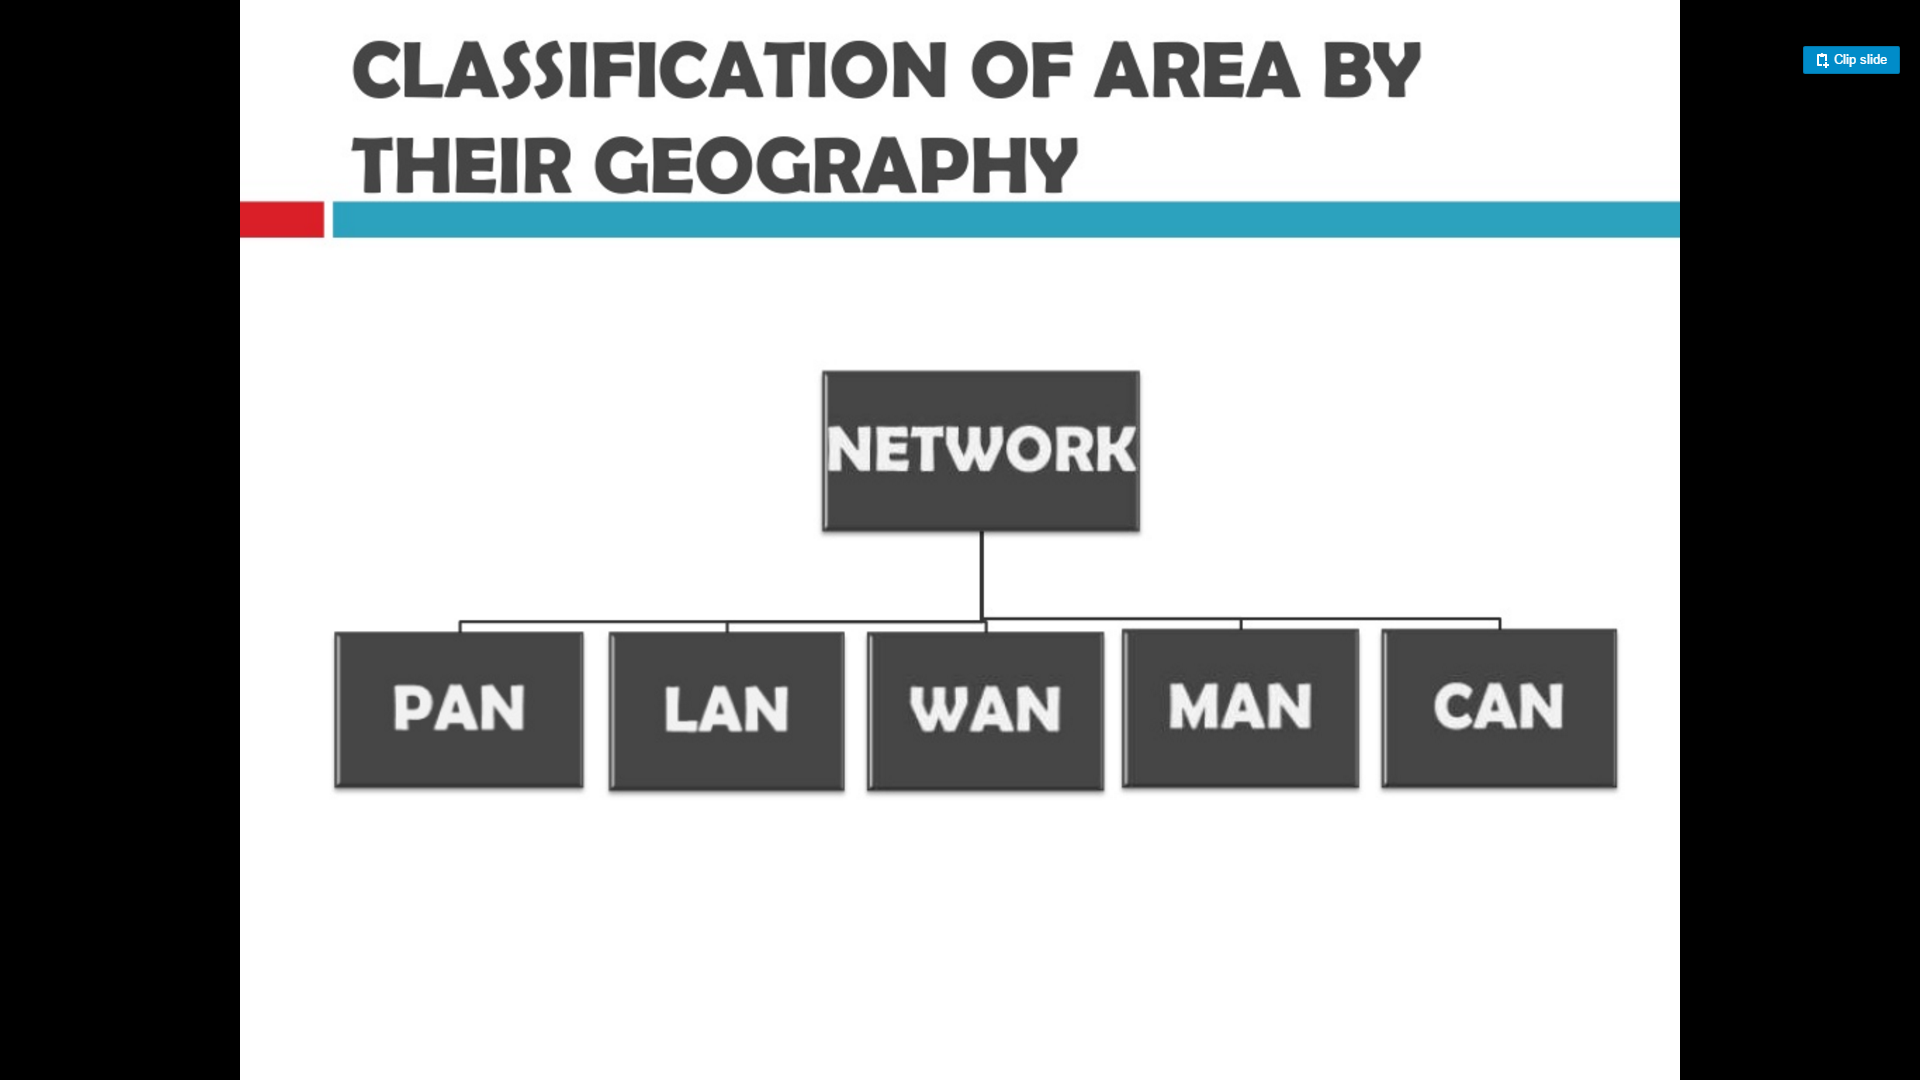 CLASSIFICATION OF AREA BY
THEIR GEOGRAPHY
Clip slide
NETWORK
PAN
LAN
WAN
MAN
CAN